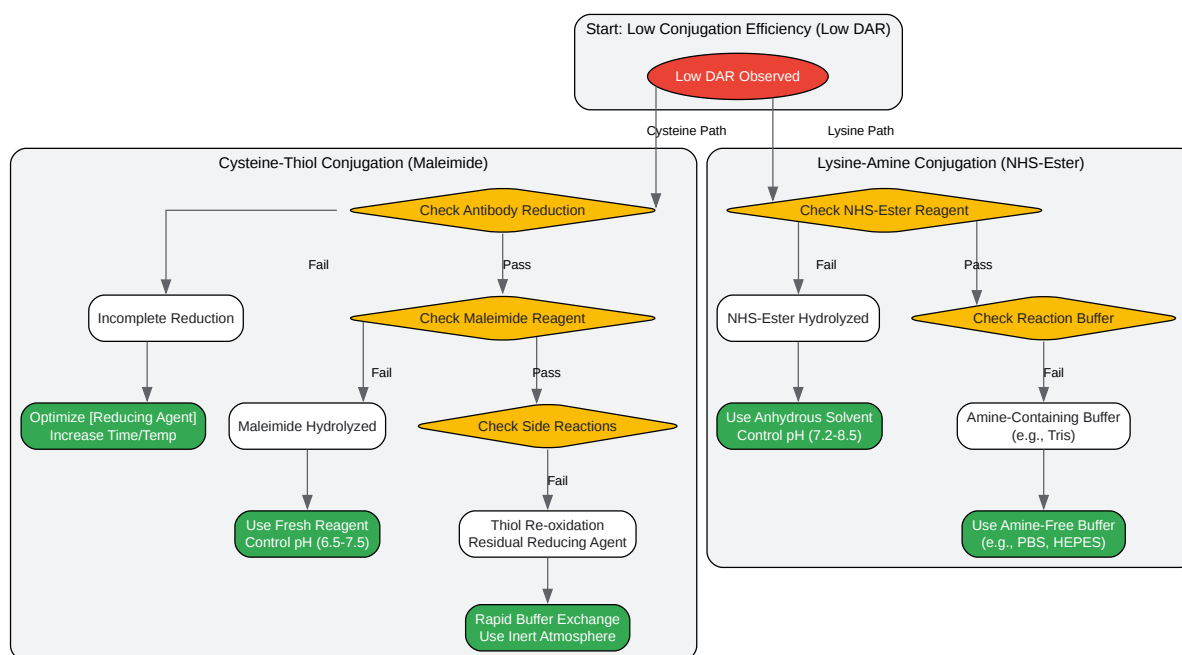 Start: Low Conjugation Efficiency (Low DAR)
Low DAR Observed
Cysteine Path
Lysine Path
Cysteine-Thiol Conjugation (Maleimide)
Check Antibody Reduction
Fail
Pass
Incomplete Reduction
Check Maleimide Reagent
Fail
Pass
Optimize [Reducing Agent]
Increase Time/Temp
Maleimide Hydrolyzed
Check Side Reactions
Fail
Use Fresh Reagent
Control pH (6.5-7.5)
Thiol Re-oxidation
Residual Reducing Agent
Rapid Buffer Exchange
Use Inert Atmosphere
Lysine-Amine Conjugation (NHS-Ester)
Check NHS-Ester Reagent
Fail
Pass
NHS-Ester Hydrolyzed
Check Reaction Buffer
Fail
Use Anhydrous Solvent
Control pH (7.2-8.5)
Amine-Containing Buffer
(e.g., Tris)
Use Amine-Free Buffer
(e.g., PBS, HEPES)